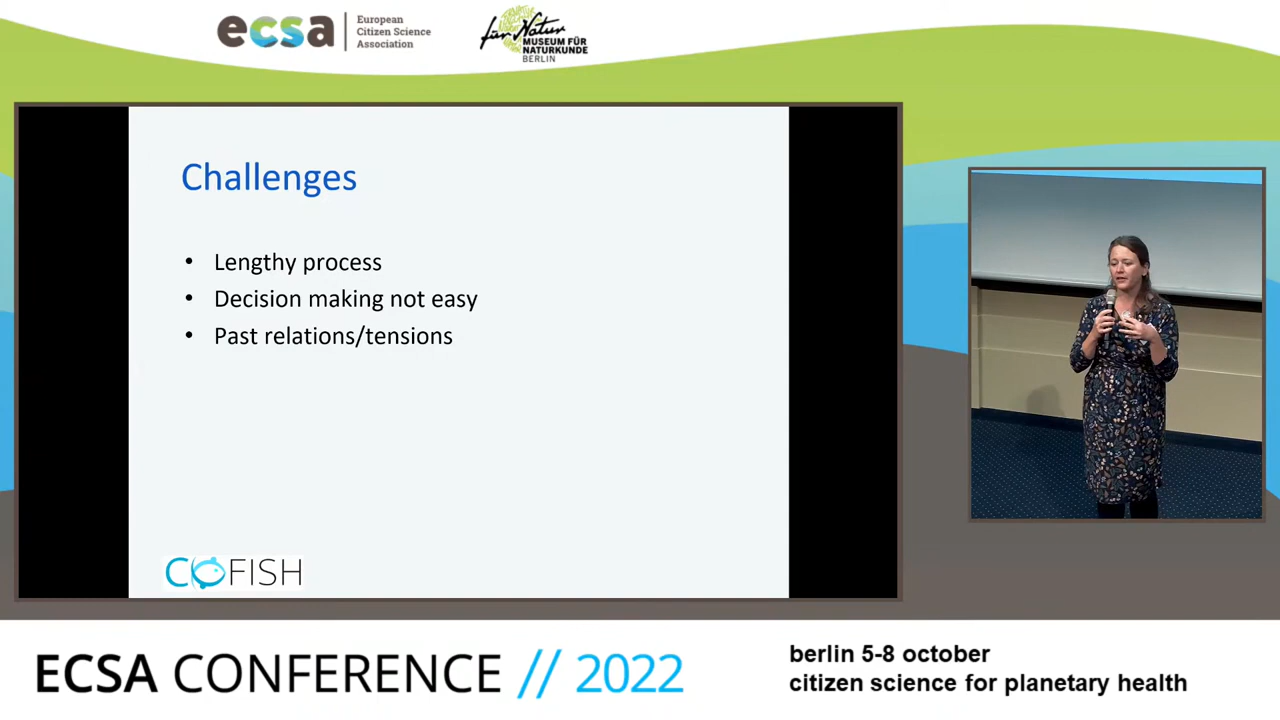 ecsa
European
Citizen Science
Association
für Natur
MUSEUM FÜR
NATURKUNDE
BERLIN
Challenges
• Lengthy process
• Decision making not easy
• Past relations/tensions
COFISH
ECSA CONFERENCE // 2022
berlin 5-8 october
citizen science for planetary health